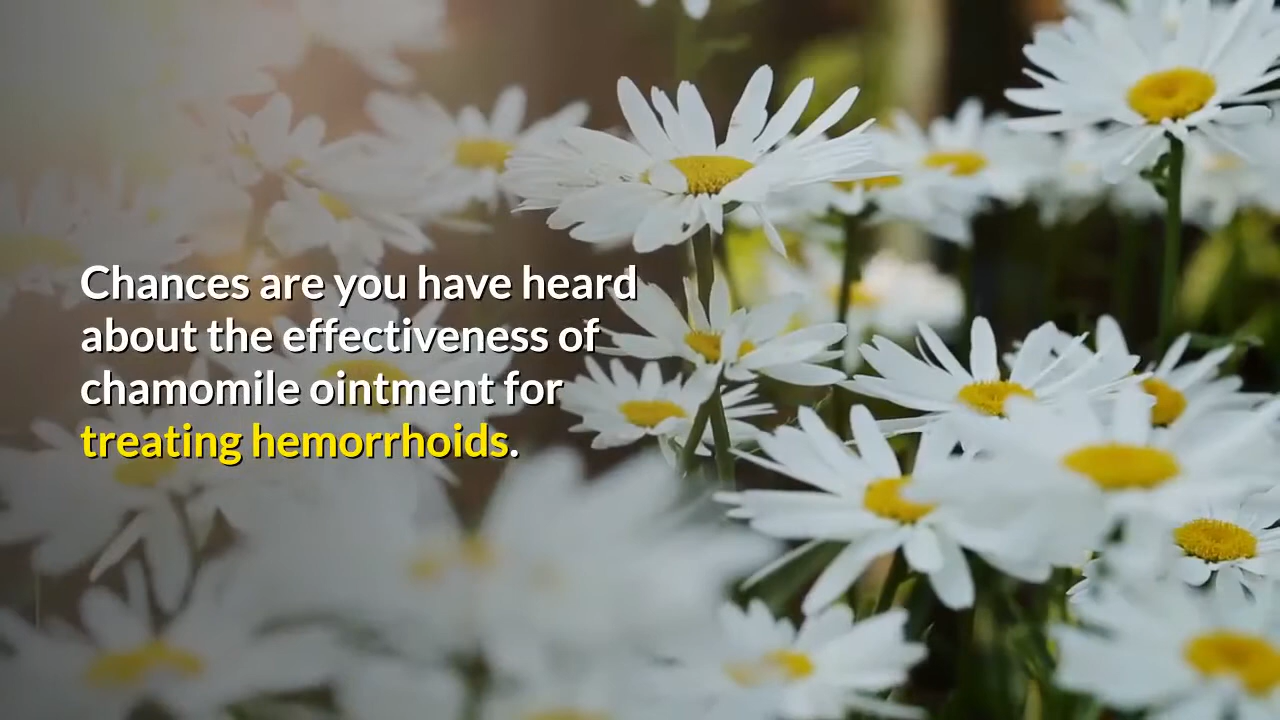 Chances are you have heard
about the effectiveness of
chamomile ointment for
treating hemorrhoids.